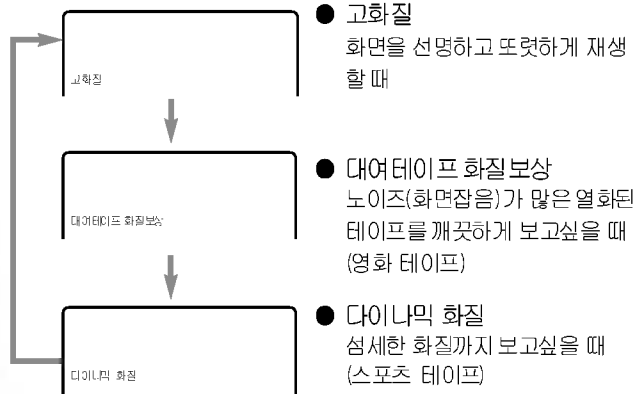 ● 고화질
화면을 선명하고 또렷하게 재생
할 때
고화질
● 대여테이프 화질보상
노이즈(화면잡음)가 많은 열화된
테이프를 깨끗하게 보고싶을 때
(영화 테이프)
대여테이프 화질보상
● 다이나믹 화질
섬세한 화질까지 보고싶을 때
(스포츠 테이프)
다이나믹 화질